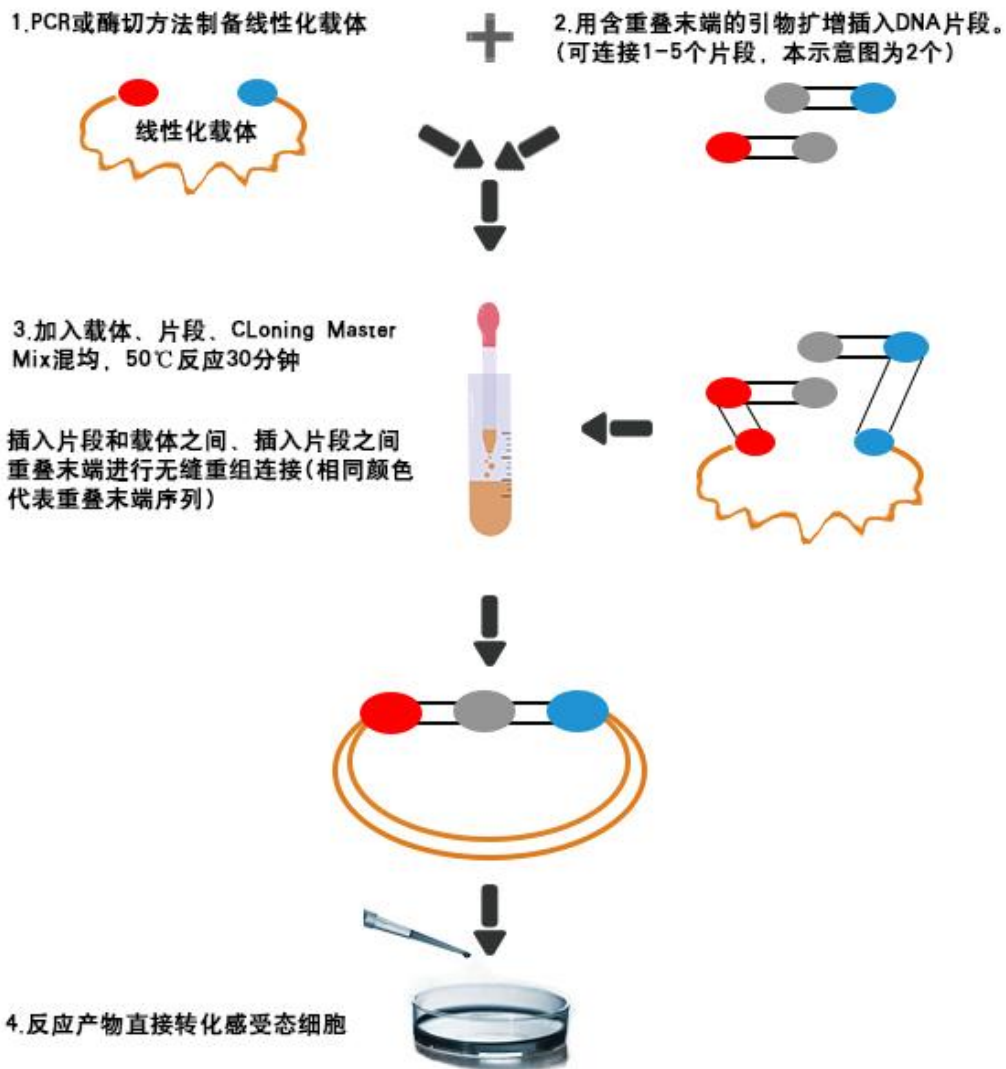 1.PCR或酶切方法制备线性化载体
2.用含重叠末端的引物扩增插入DNA片段。
(可连接1-5个片段，本示意图为2个)
线性化载体
3.加入载体、片段、CLoning Master
Mix混均，50℃反应30分钟
插入片段和载体之间、插入片段之间
重叠末端进行无缝重组连接(相同颜色
代表重叠末端序列)
4.反应产物直接转化感受态细胞